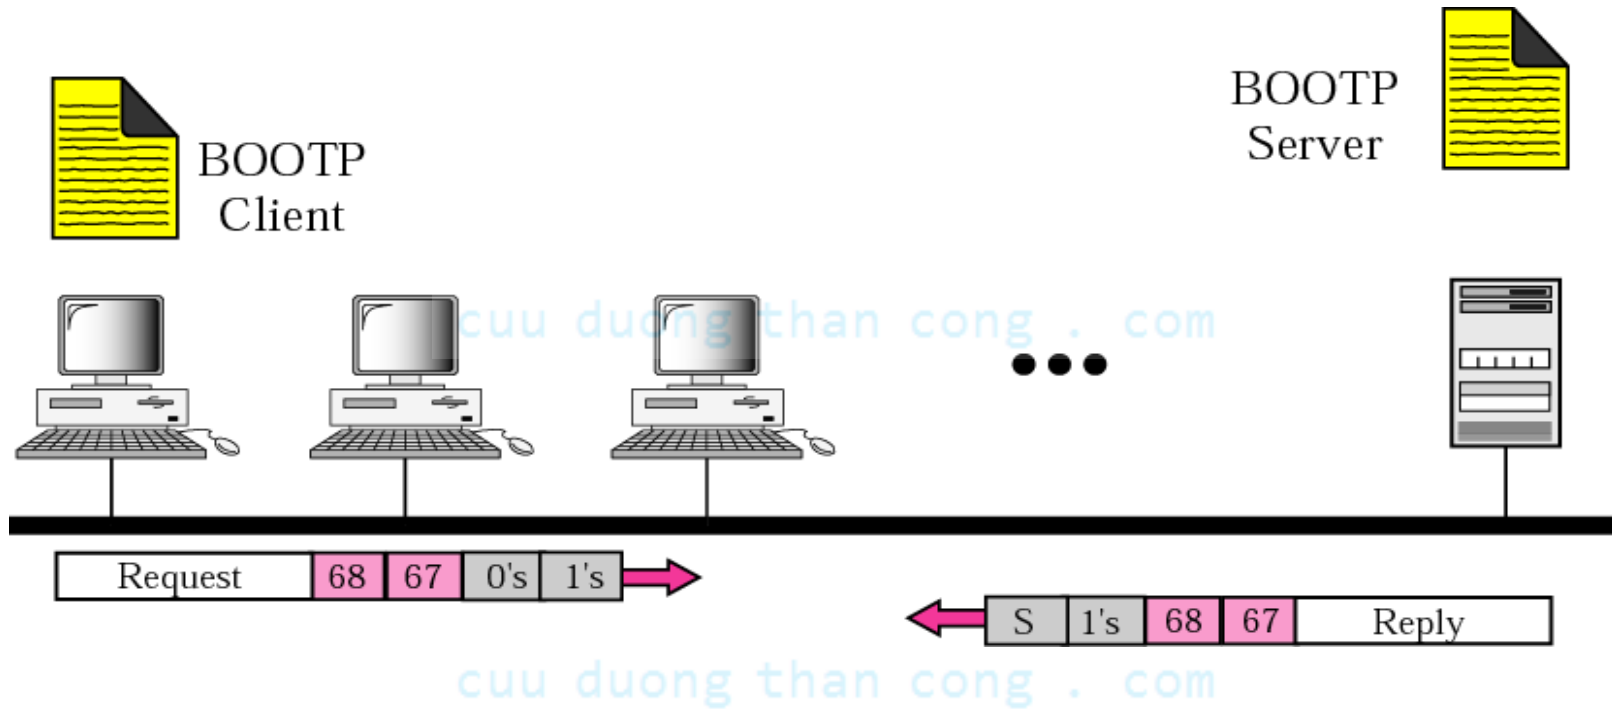 BOOTP
Server
BOOTP
Client
cuu duong than cong . com
Request 68 67 0's 1's
S 1's 68 67 Reply
cuu duong than cong . com